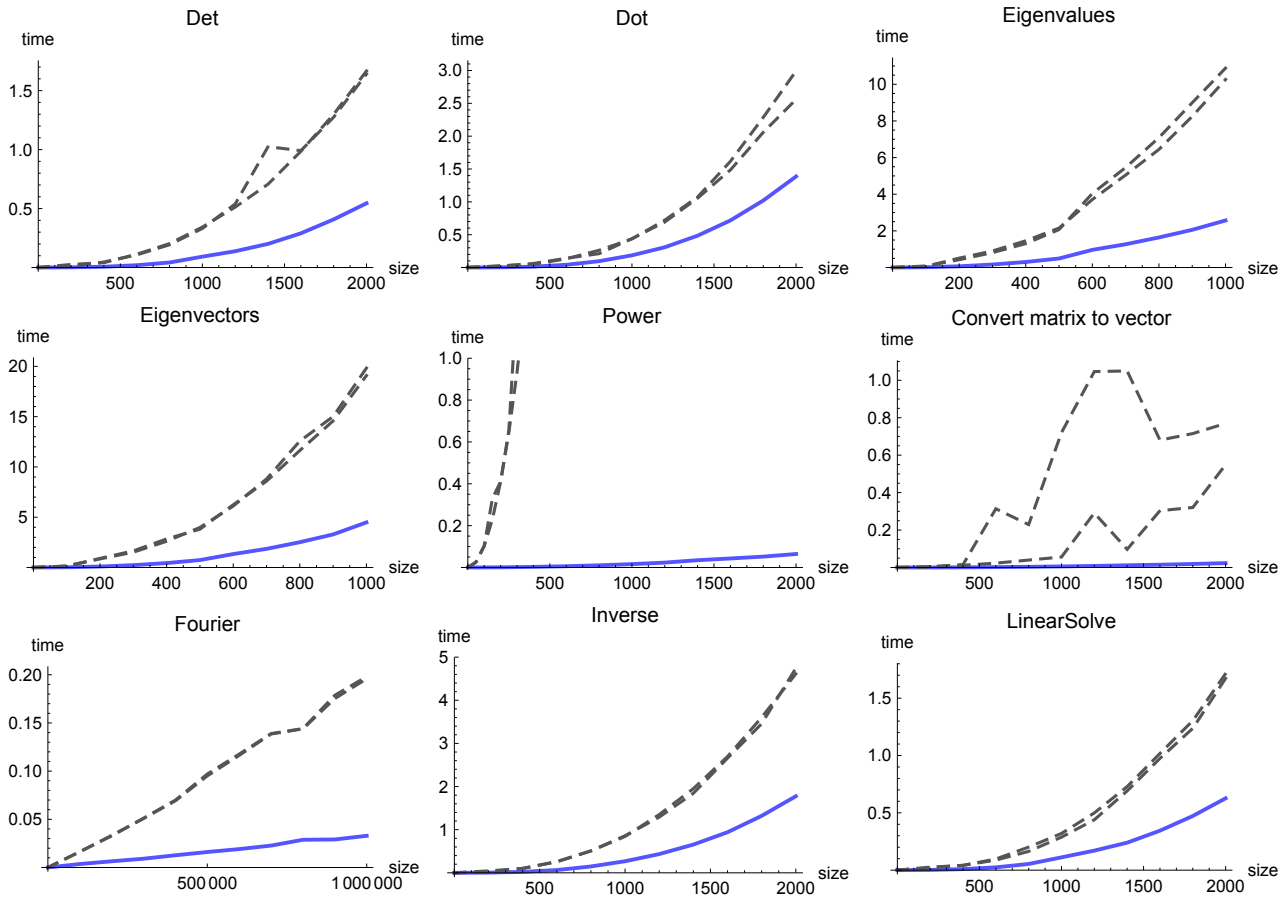 Det
time
1.5
1.0
0.5
500 1000 1500 2000 size
Dot
time
3.0
2.5
2.0
1.5
1.0
0.5
500 1000 1500 2000 size
Eigenvalues
time
10
8
6
4
2
200 400 600 800 1000 size
Eigenvectors
time
20
15
10
5
200 400 600 800 1000 size
Power
time
1.0
0.8
0.6
0.4
0.2
500 1000 1500 2000 size
Convert matrix to vector
time
1.0
0.8
0.6
0.4
0.2
500 1000 1500 2000 size
Fourier
time
0.20
0.15
0.10
0.05
500 000 1000 000 size
Inverse
time
5
4
3
2
1
500 1000 1500 2000 size
LinearSolve
time
1.5
1.0
0.5
500 1000 1500 2000 size